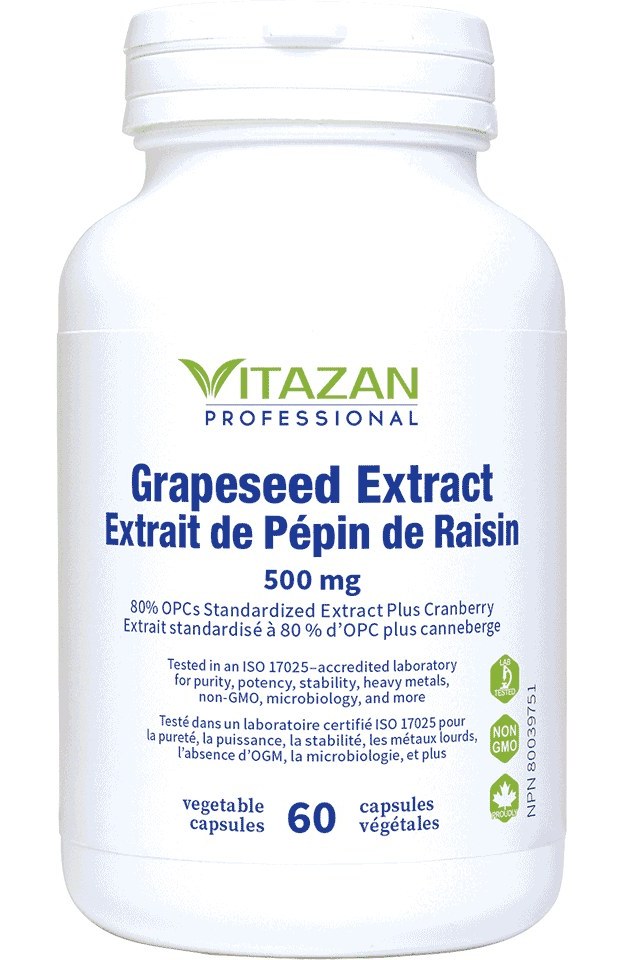 VITAZAN
PROFESSIONAL
Grapeseed Extract
Extrait de Pépin de Raisin
500 mg
80% OPCs Standardized Extract Plus Cranberry
Extrait standardisé à 80 % d’OPC plus canneberge
Tested in an ISO 17025–accredited laboratory
for purity, potency, stability, heavy metals,
non-GMO, microbiology, and more
Testé dans un laboratoire certifié ISO 17025 pour
la pureté, la puissance, la stabilité, les métaux lourds,
l’absence d’OGM, la microbiologie, et plus
LAB
TESTED
NON
GMO
PROUDLY
NPN 80039751
vegetable
capsules
60
capsules
végétales